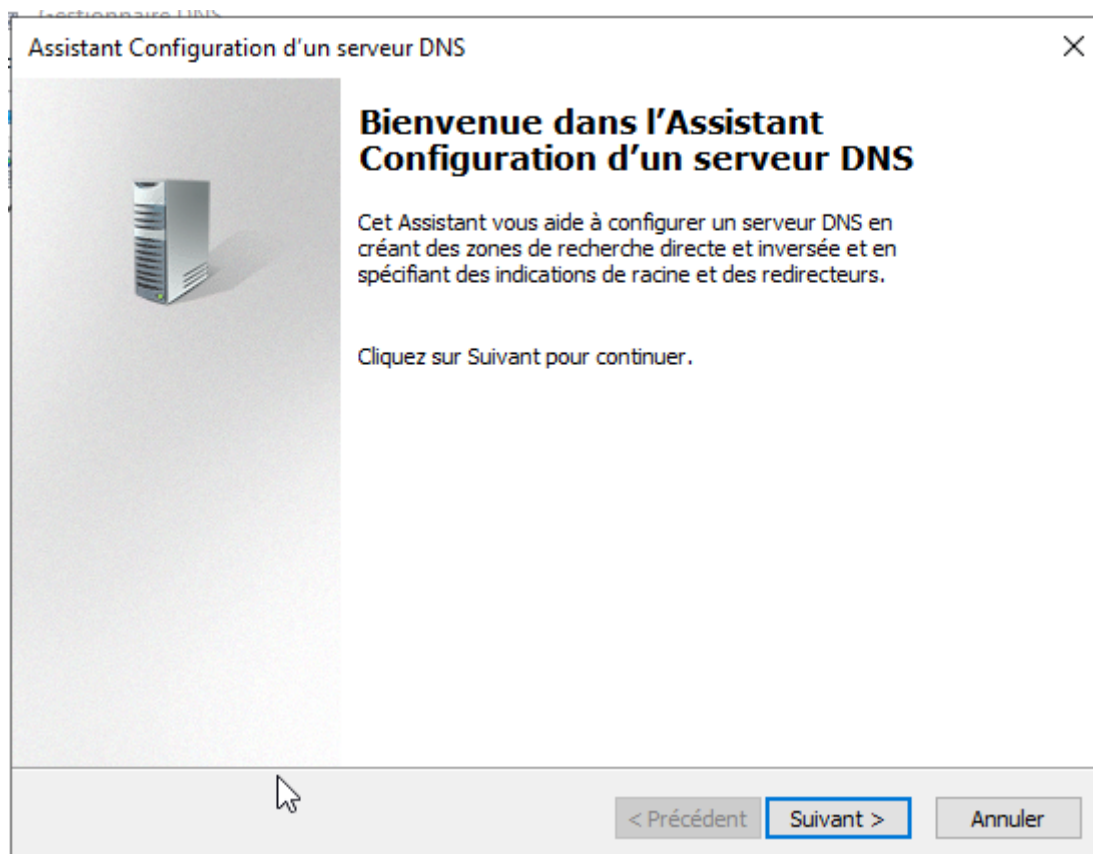 Gestionnaire DNS
Assistant Configuration d'un serveur DNS
Bienvenue dans l'Assistant
Configuration d'un serveur DNS
Cet Assistant vous aide à configurer un serveur DNS en
créant des zones de recherche directe et inversée et en
spécifiant des indications de racine et des redirecteurs.
Cliquez sur Suivant pour continuer.
< Précédent Suivant > Annuler